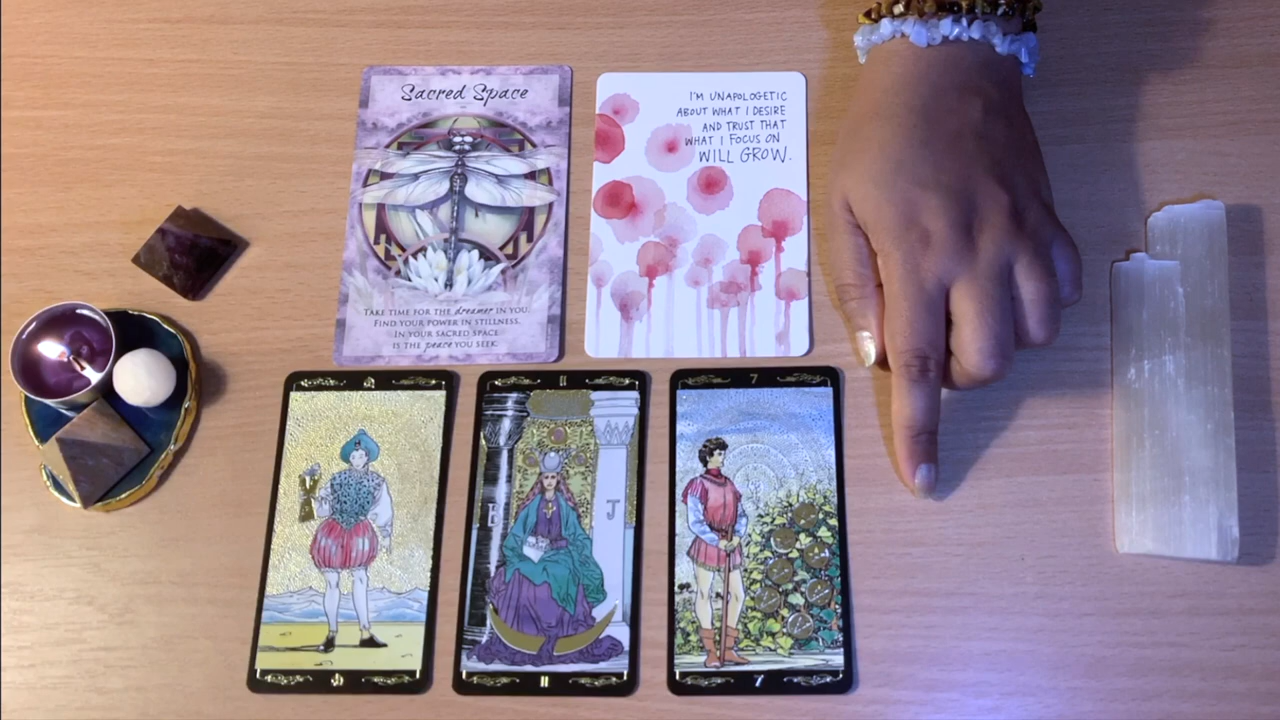 Sacred Space
TAKE TIME FOR THE dreamer IN YOU.
FIND YOUR POWER IN STILLNESS.
IN YOUR SACRED SPACE
IS THE peace YOU SEEK.
I'M UNAPOLOGETIC
ABOUT WHAT I DESIRE
AND TRUST THAT
WHAT I FOCUS ON
WILL GROW.
II
7
B
J
II
7